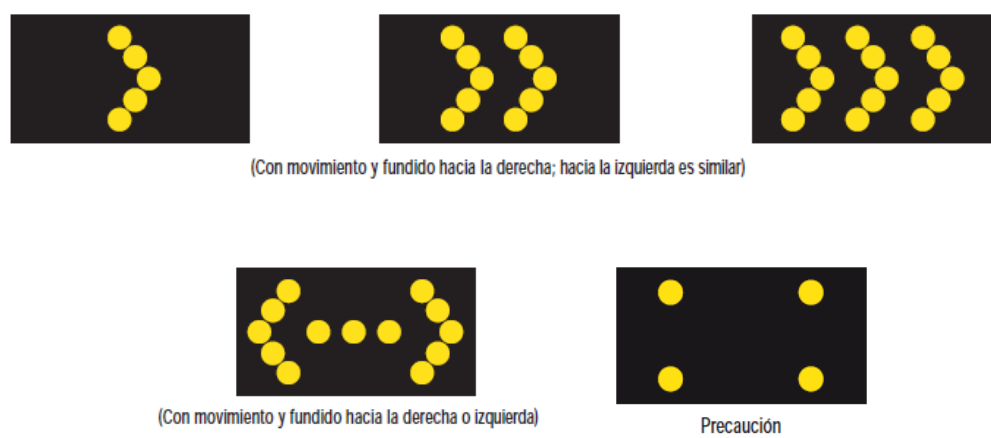 (Con movimiento y fundido hacia la derecha; hacia la izquierda es similar)
(Con movimiento y fundido hacia la derecha o izquierda)
Precaución